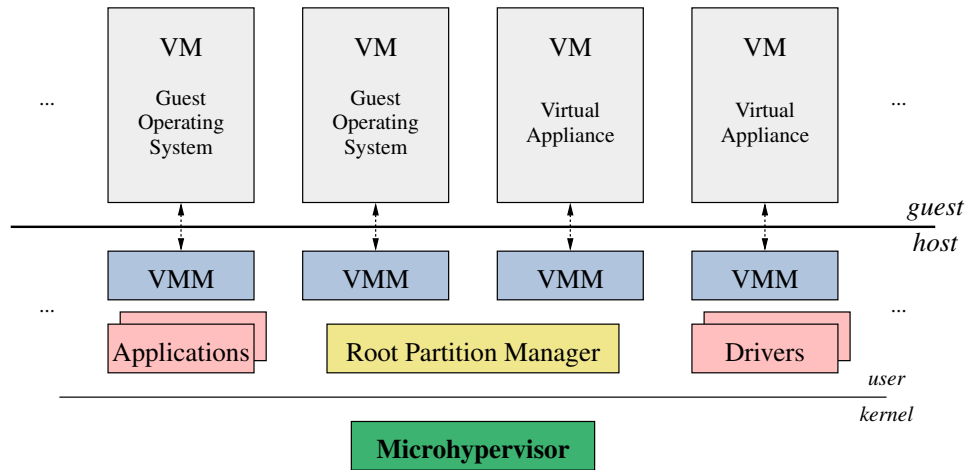 VM VM VM VM
Guest Guest
Operating Operating Virtual Virtual
System System Appliance Appliance
... ...
guest
host
VMM VMM VMM VMM
... ...
Applications Root Partition Manager Drivers
user
kernel
Microhypervisor